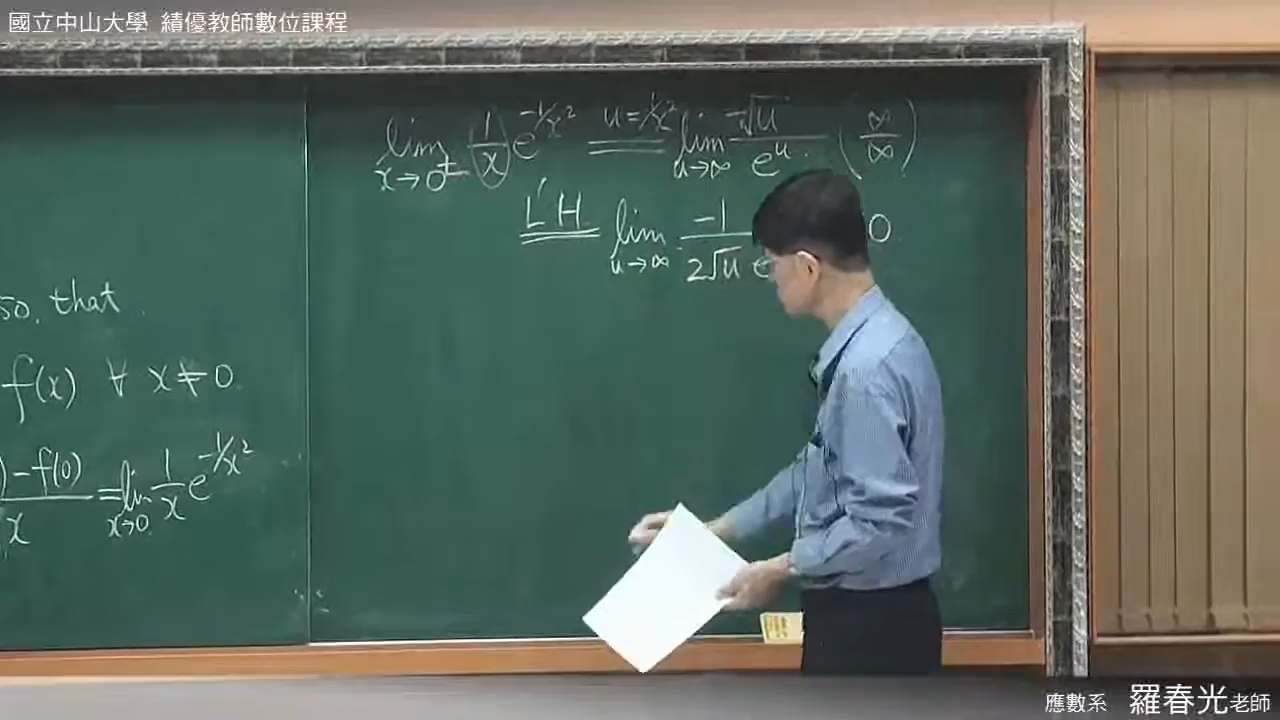 國立中山大學 績優教師數位課程
so that
f(x) ∀ x≠0
)-f(0) / x = lim x→0 1/x e^{-1/x²}
lim x→0⁻ (1/x) e^{-1/x²} u=1/x² lim u→∞ -√u / e^u (∞/∞)
L'H lim u→∞ -1 / 2√u e 0
應數系 羅春光老師